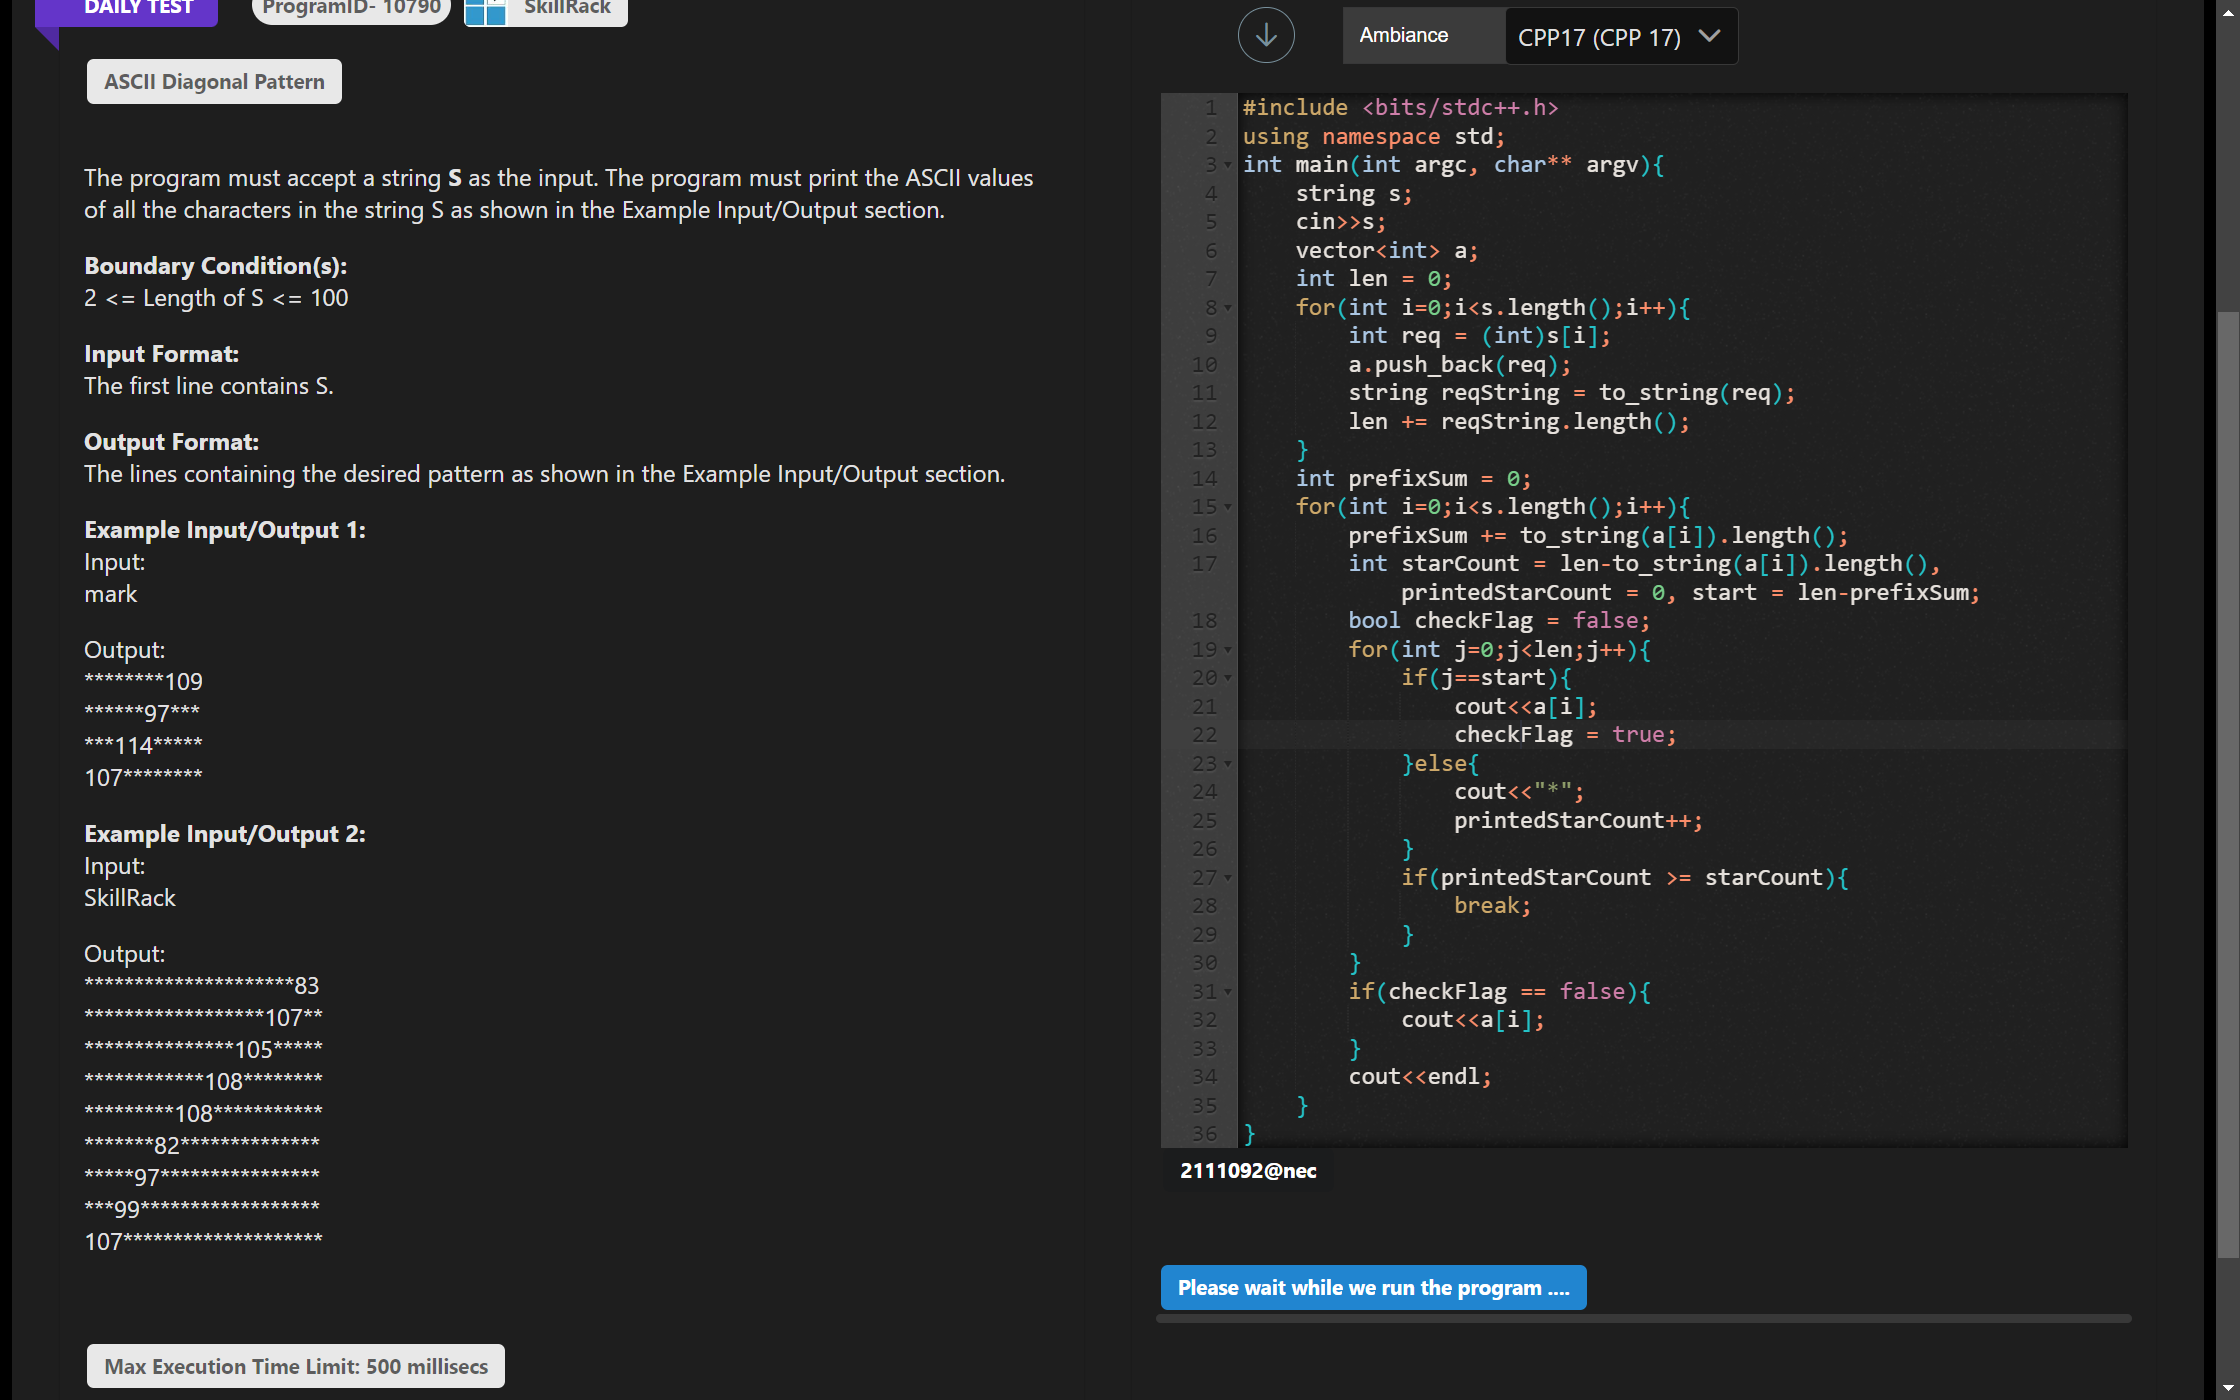 DAILY TEST
ProgramID- 10790
SkillRack
ASCII Diagonal Pattern
The program must accept a string S as the input. The program must print the ASCII values
of all the characters in the string S as shown in the Example Input/Output section.
Boundary Condition(s):
2 <= Length of S <= 100
Input Format:
The first line contains S.
Output Format:
The lines containing the desired pattern as shown in the Example Input/Output section.
Example Input/Output 1:
Input:
mark
Output:
********109
******97***
***114*****
107********
Example Input/Output 2:
Input:
SkillRack
Output:
*********************83
******************107**
***************105*****
************108********
*********108***********
*******82**************
*****97****************
***99******************
107********************
Max Execution Time Limit: 500 millisecs
Ambiance
CPP17 (CPP 17)
1 #include <bits/stdc++.h>
2 using namespace std;
3 int main(int argc, char** argv){
4     string s;
5     cin>>s;
6     vector<int> a;
7     int len = 0;
8     for(int i=0;i<s.length();i++){
9         int req = (int)s[i];
10         a.push_back(req);
11         string reqString = to_string(req);
12         len += reqString.length();
13     }
14     int prefixSum = 0;
15     for(int i=0;i<s.length();i++){
16         prefixSum += to_string(a[i]).length();
17         int starCount = len-to_string(a[i]).length(),
            printedStarCount = 0, start = len-prefixSum;
18         bool checkFlag = false;
19         for(int j=0;j<len;j++){
20             if(j==start){
21                 cout<<a[i];
22                 checkFlag = true;
23             }else{
24                 cout<<"*";
25                 printedStarCount++;
26             }
27             if(printedStarCount >= starCount){
28                 break;
29             }
30         }
31         if(checkFlag == false){
32             cout<<a[i];
33         }
34         cout<<endl;
35     }
36 }
2111092@nec
Please wait while we run the program ....